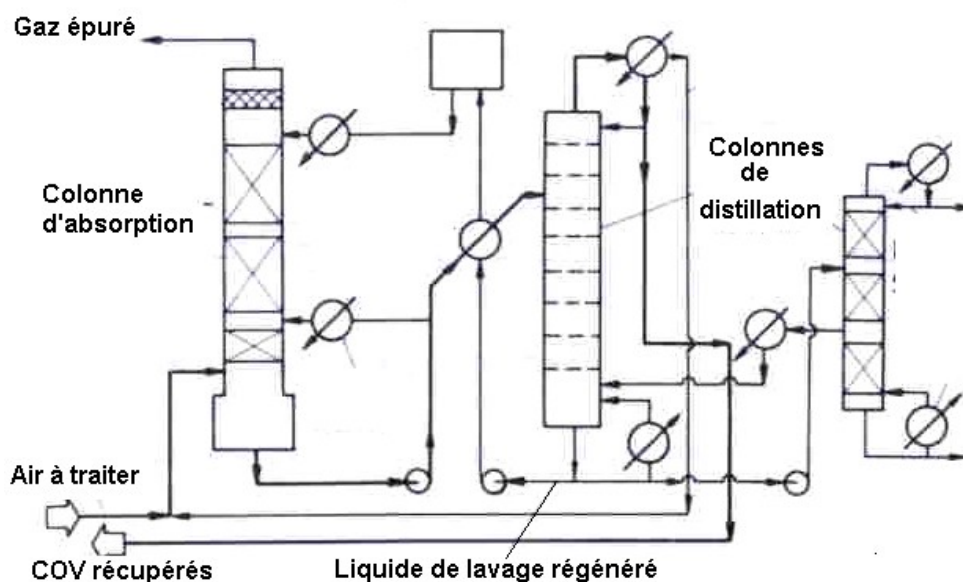 Gaz épuré
Colonne
d'absorption
Colonnes
de
distillation
Air à traiter
COV récupérés
Liquide de lavage régénéré